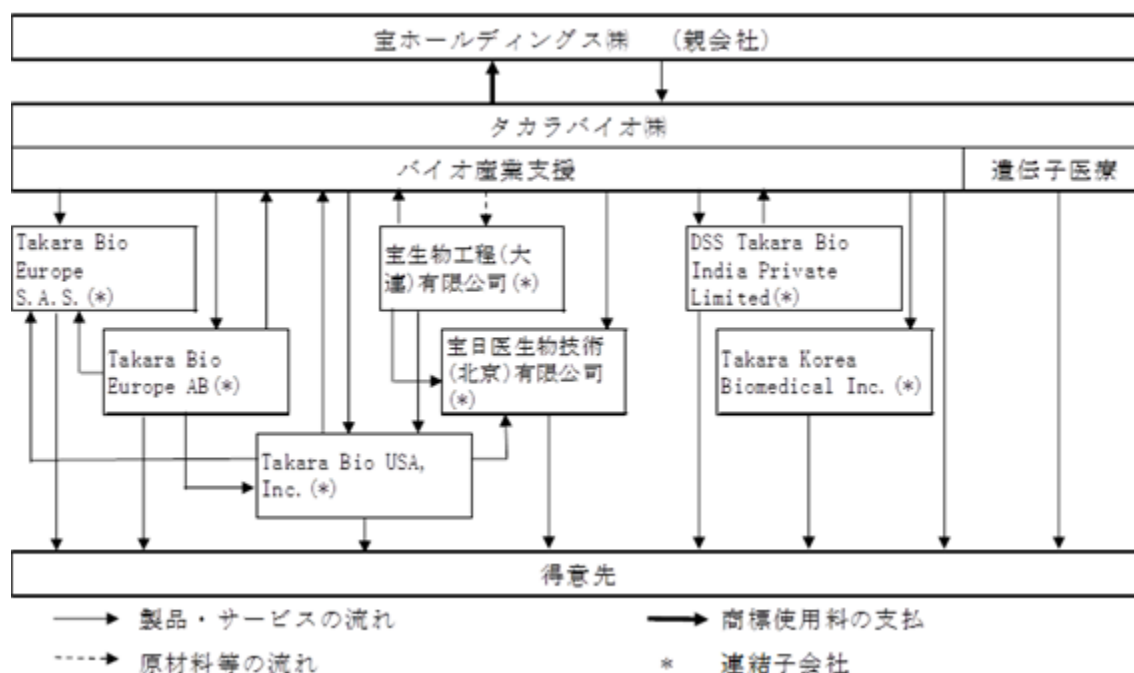 宝ホールディングス㈱ (親会社)
タカラバイオ㈱
バイオ産業支援
遺伝子医療
Takara Bio
Europe
S.A.S.(*)
宝生物工程(大
連)有限公司(*)
DSS Takara Bio
India Private
Limited(*)
Takara Bio
Europe AB(*)
宝日医生物技術
(北京)有限公司
(*)
Takara Korea
Biomedical Inc.(*)
Takara Bio USA,
Inc.(*)
得意先
製品・サービスの流れ
商標使用料の支払
原材料等の流れ
* 連結子会社